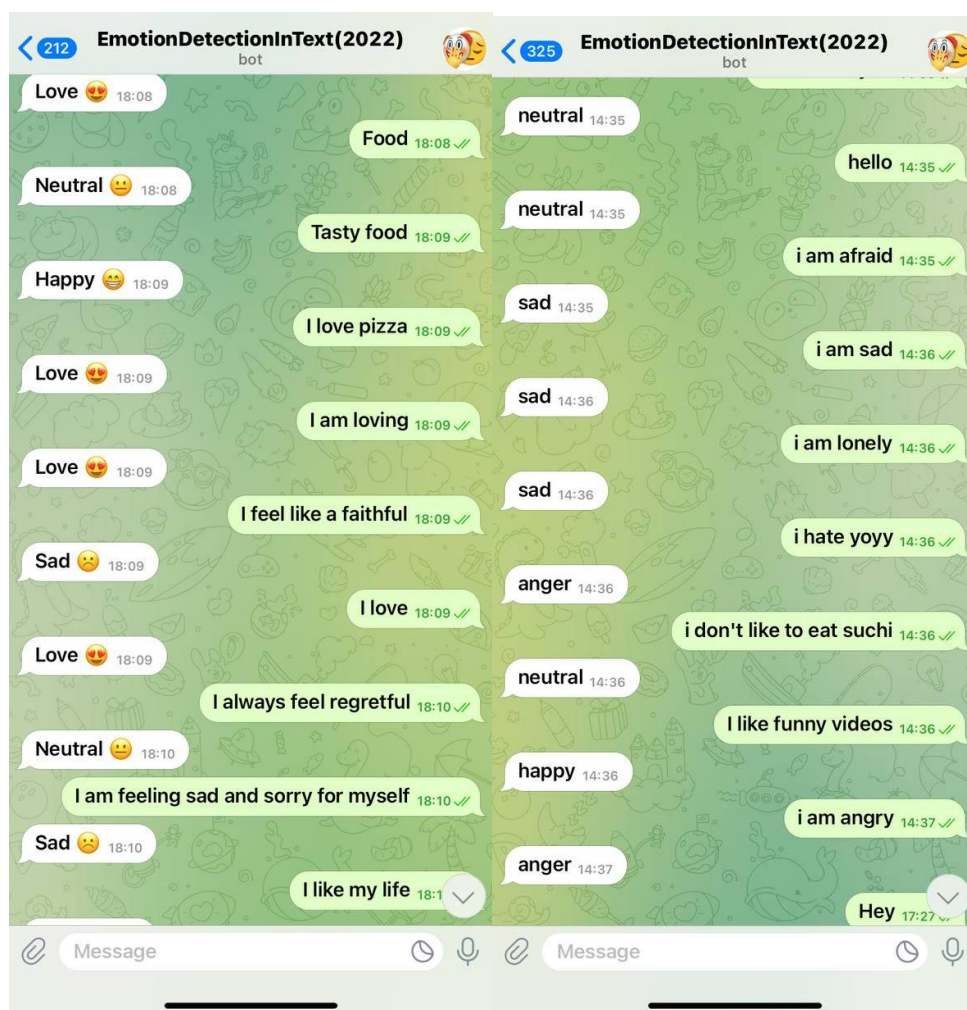 212
EmotionDetectionInText(2022)
bot
Love 😍 18:08
Food 18:08
Neutral 😐 18:08
Tasty food 18:09
Happy 😁 18:09
I love pizza 18:09
Love 😍 18:09
I am loving 18:09
Love 😍 18:09
I feel like a faithful 18:09
Sad ☹️ 18:09
I love 18:09
Love 😍 18:09
I always feel regretful 18:10
Neutral 😐 18:10
I am feeling sad and sorry for myself 18:10
Sad ☹️ 18:10
I like my life
Message
325
EmotionDetectionInText(2022)
bot
neutral 14:35
hello 14:35
neutral 14:35
i am afraid 14:35
sad 14:35
i am sad 14:36
sad 14:36
i am lonely 14:36
sad 14:36
i hate yoyy 14:36
anger 14:36
i don't like to eat suchi 14:36
neutral 14:36
I like funny videos 14:36
happy 14:36
i am angry 14:37
anger 14:37
Hey 17:27
Message